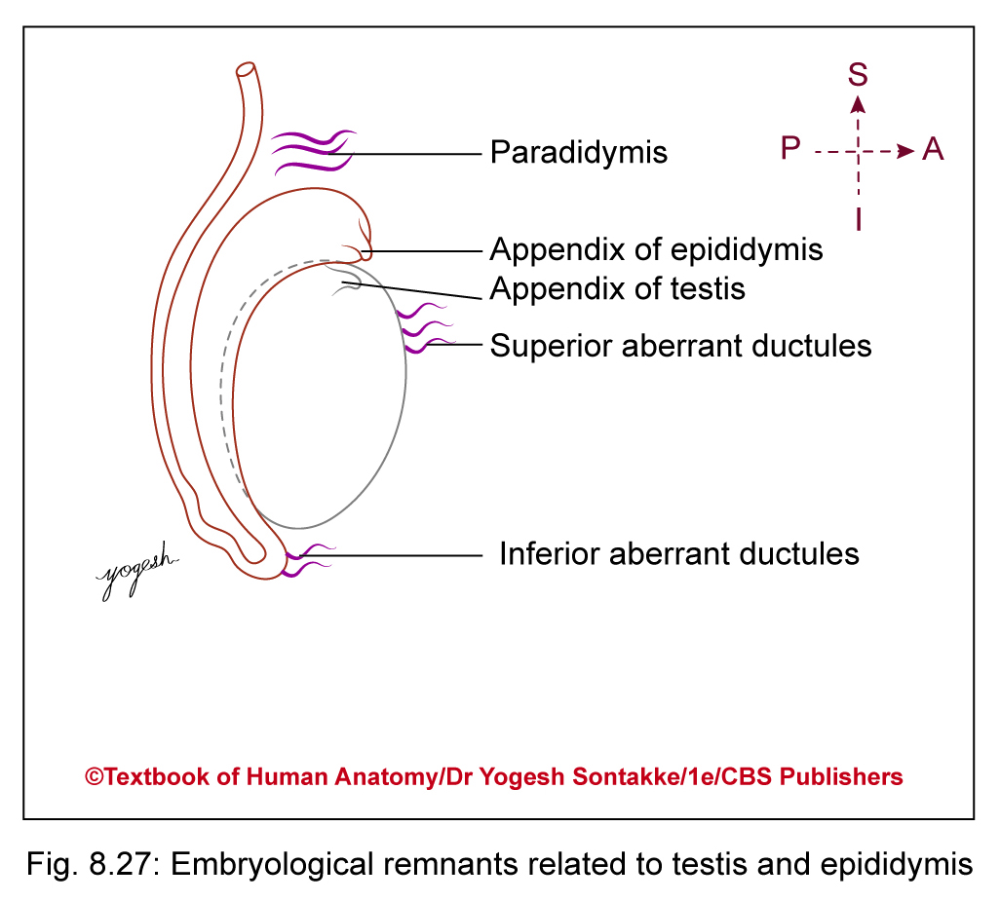 S
P A
I
Paradidymis
Appendix of epididymis
Appendix of testis
Superior aberrant ductules
Inferior aberrant ductules
yogesh
©Textbook of Human Anatomy/Dr Yogesh Sontakke/1e/CBS Publishers
Fig. 8.27: Embryological remnants related to testis and epididymis